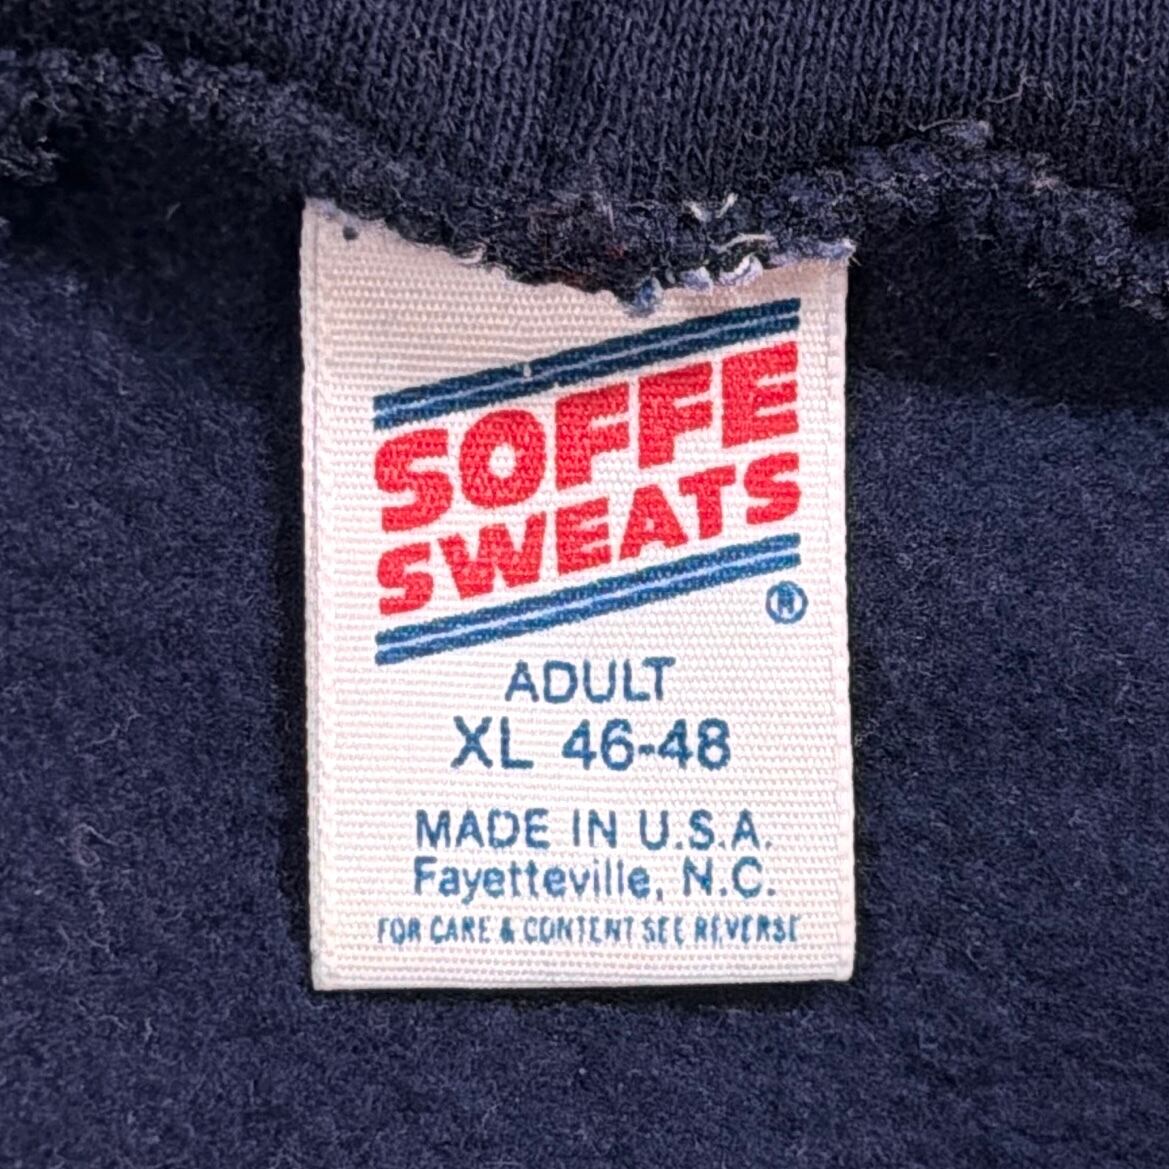 SOFFE
SWEATS
®
ADULT
XL 46-48
MADE IN U.S.A.
Fayetteville, N.C.
FOR CARE & CONTENT SEE REVERSE